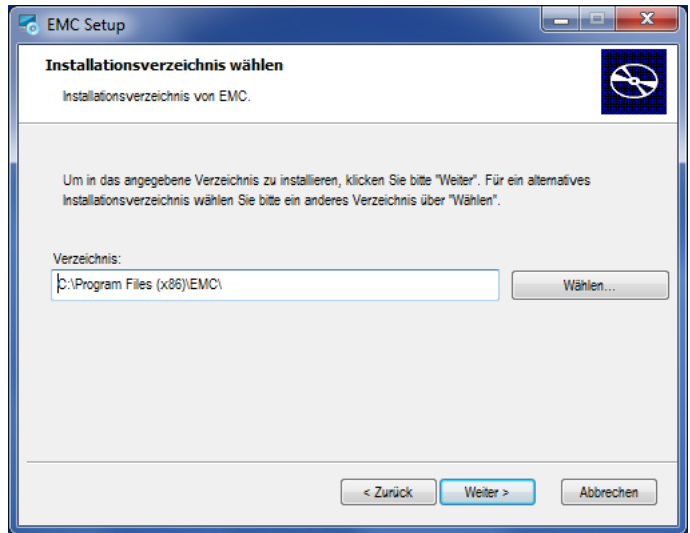 EMC Setup
Installationsverzeichnis wählen
Installationsverzeichnis von EMC.
Um in das angegebene Verzeichnis zu installieren, klicken Sie bitte "Weiter". Für ein alternatives
Installationsverzeichnis wählen Sie bitte ein anderes Verzeichnis über "Wählen".
Verzeichnis:
C:\Program Files (x86)\EMC\
Wählen...
< Zurück
Weiter >
Abbrechen